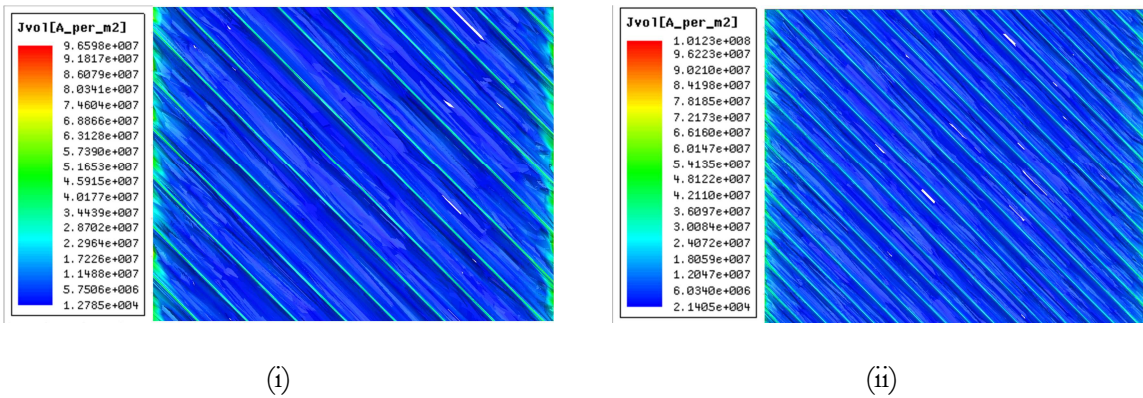 Jvol[A_per_m2]
9.6598e+007
9.1817e+007
8.6079e+007
8.0341e+007
7.4604e+007
6.8866e+007
6.3128e+007
5.7390e+007
5.1653e+007
4.5915e+007
4.0177e+007
3.4439e+007
2.8702e+007
2.2964e+007
1.7226e+007
1.1488e+007
5.7506e+006
1.2785e+004
Jvol[A_per_m2]
1.0123e+008
9.6223e+007
9.0210e+007
8.4198e+007
7.8185e+007
7.2173e+007
6.6160e+007
6.0147e+007
5.4135e+007
4.8122e+007
4.2110e+007
3.6097e+007
3.0084e+007
2.4072e+007
1.8059e+007
1.2047e+007
6.0340e+006
2.1405e+004
(i)
(ii)